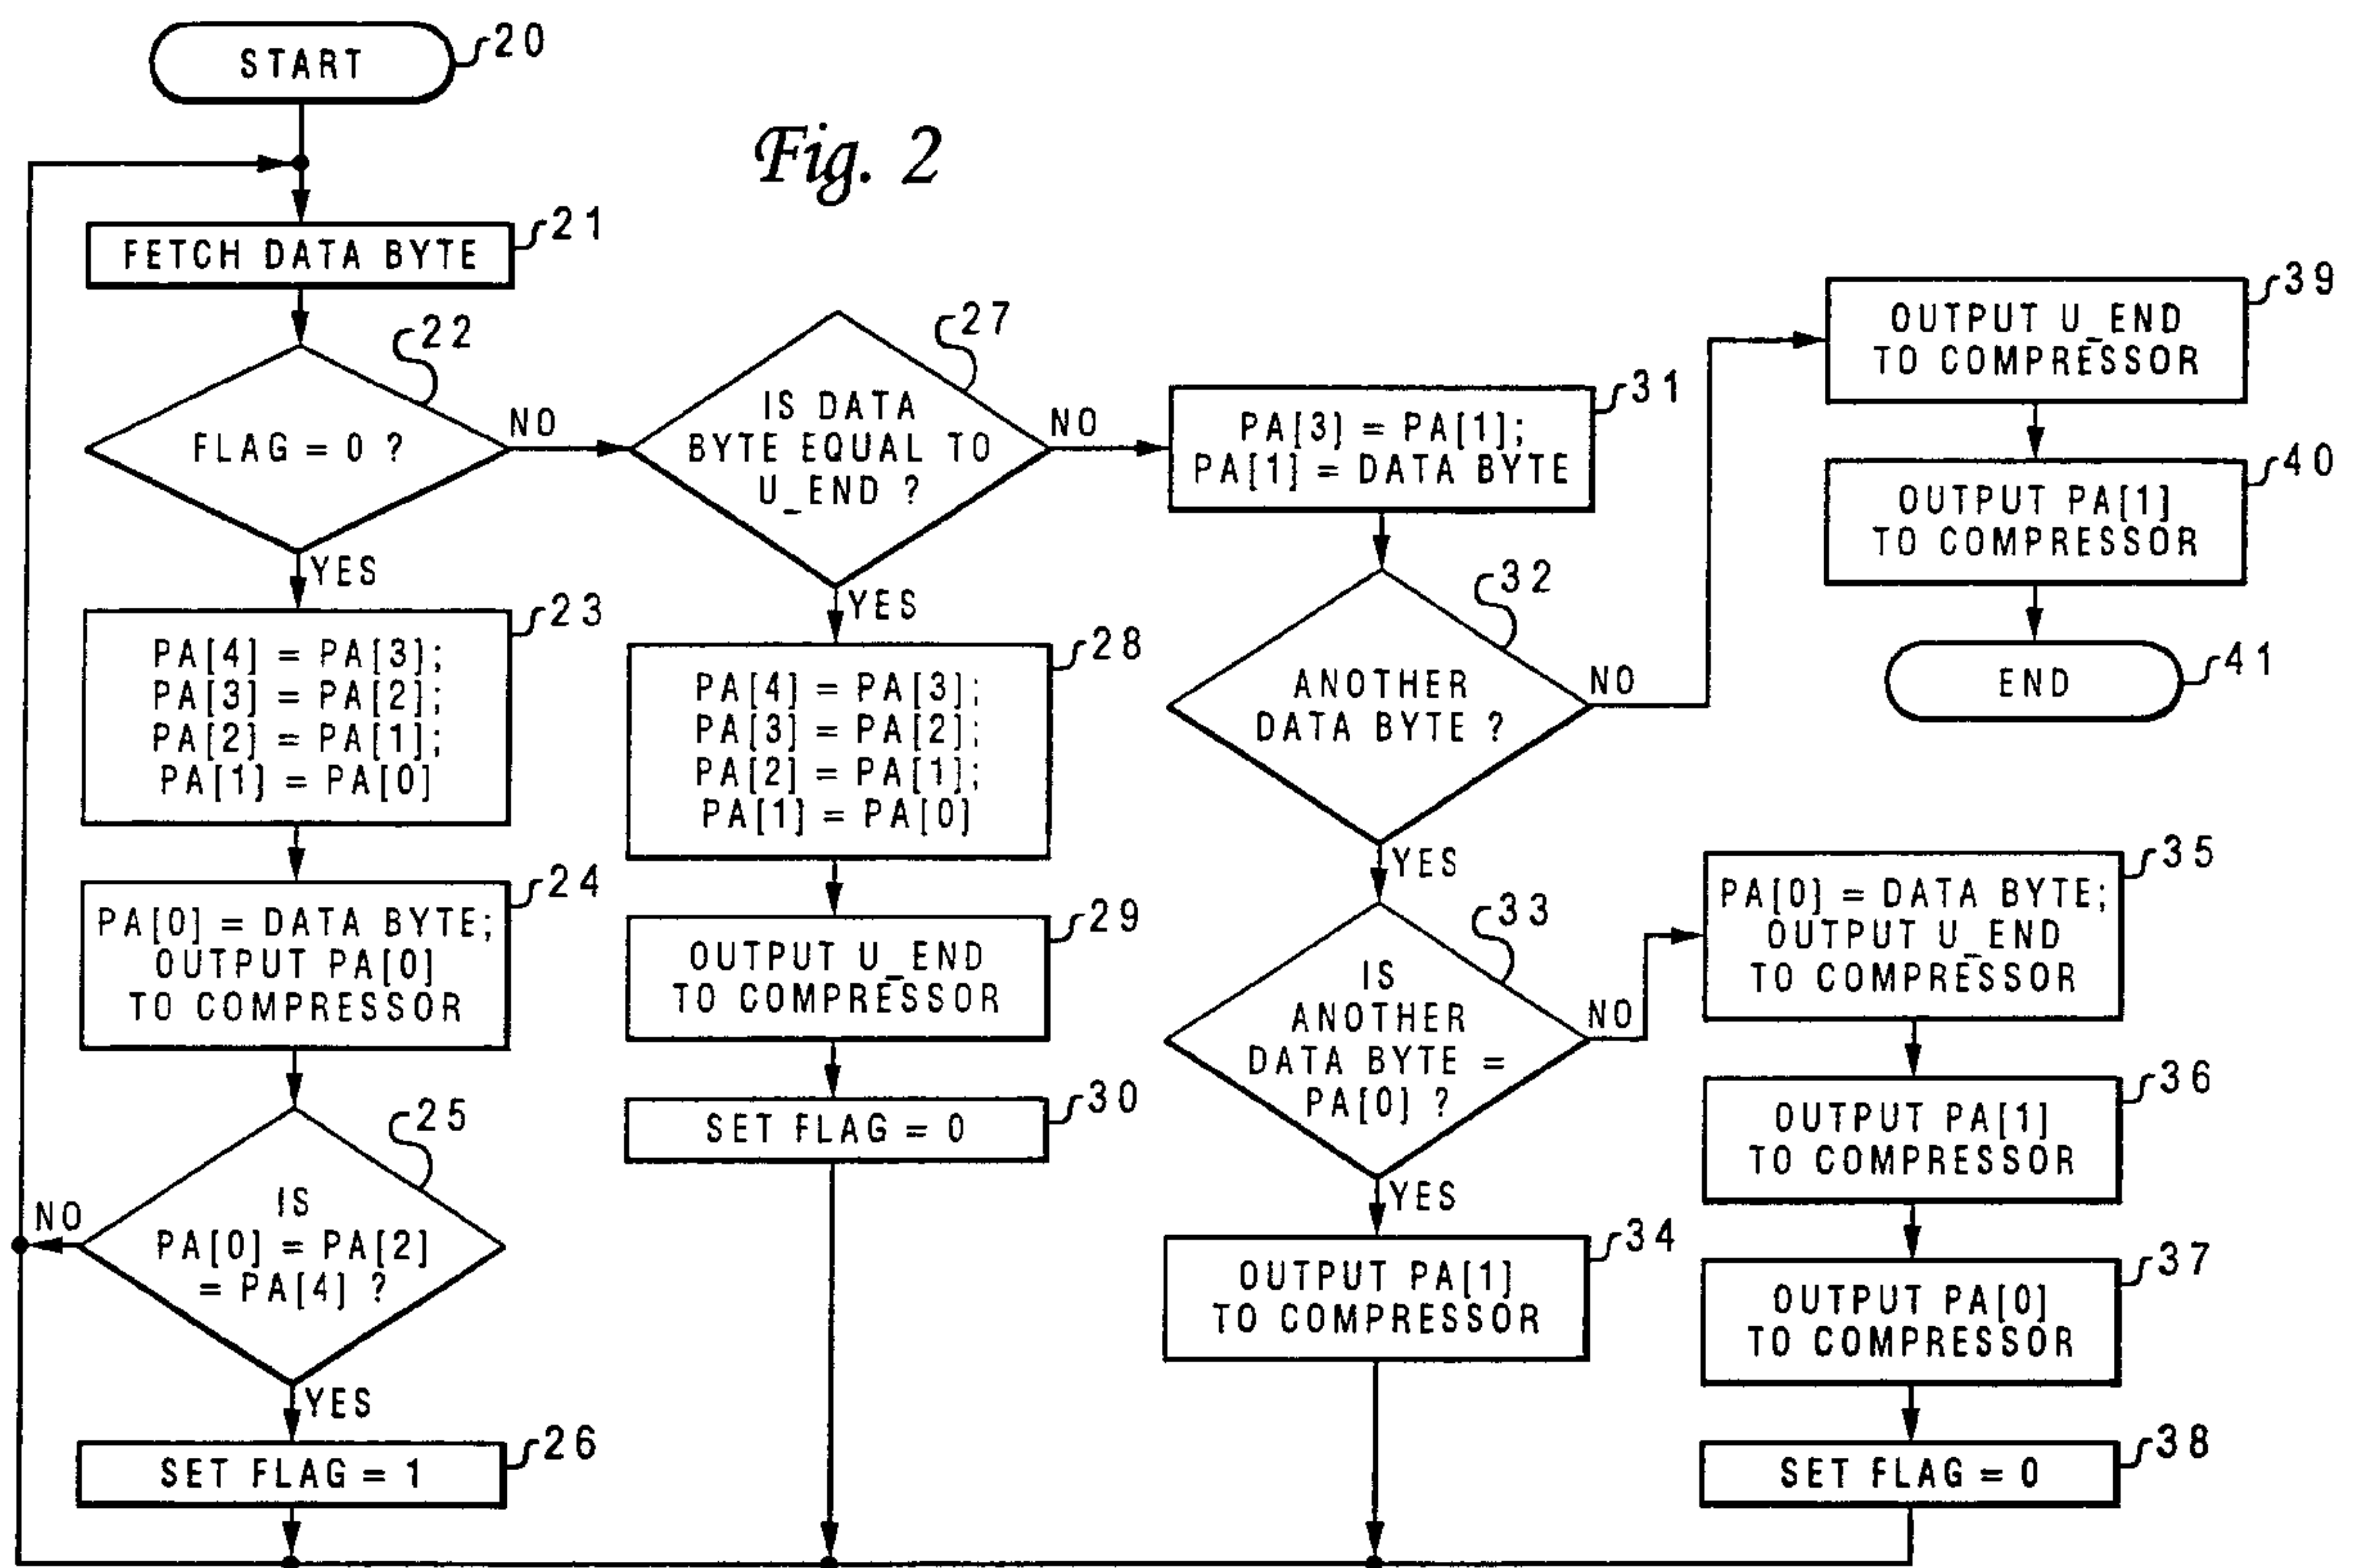 START
20
Fig. 2
FETCH DATA BYTE
21
FLAG = 0 ?
22
NO
YES
PA[4] = PA[3];
PA[3] = PA[2];
PA[2] = PA[1];
PA[1] = PA[0]
23
PA[0] = DATA BYTE;
OUTPUT PA[0]
TO COMPRESSOR
24
IS
PA[0] = PA[2]
= PA[4] ?
25
NO
YES
SET FLAG = 1
26
IS DATA
BYTE EQUAL TO
U_END ?
27
NO
YES
PA[4] = PA[3];
PA[3] = PA[2];
PA[2] = PA[1];
PA[1] = PA[0]
28
OUTPUT U_END
TO COMPRESSOR
29
SET FLAG = 0
30
PA[3] = PA[1];
PA[1] = DATA BYTE
31
ANOTHER
DATA BYTE ?
32
NO
YES
IS
ANOTHER
DATA BYTE =
PA[0] ?
33
NO
YES
OUTPUT PA[1]
TO COMPRESSOR
34
PA[0] = DATA BYTE;
OUTPUT U_END
TO COMPRESSOR
35
OUTPUT PA[1]
TO COMPRESSOR
36
OUTPUT PA[0]
TO COMPRESSOR
37
SET FLAG = 0
38
OUTPUT U_END
TO COMPRESSOR
39
OUTPUT PA[1]
TO COMPRESSOR
40
END
41